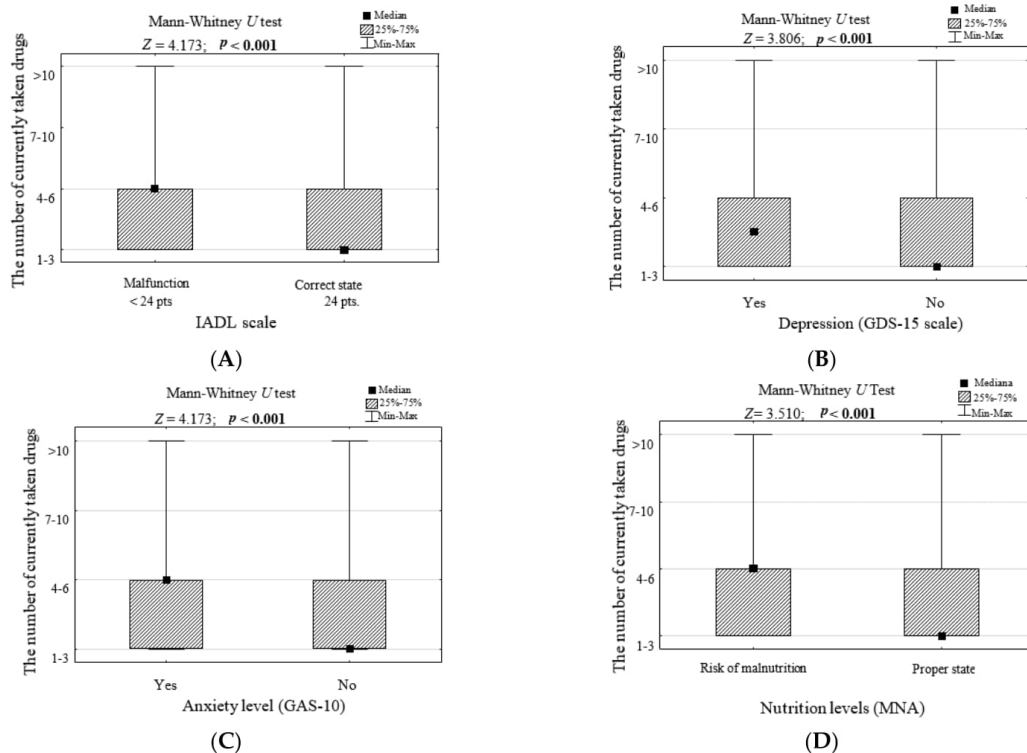 Mann-Whitney U test
Z = 4.173; p < 0.001
Median
25%-75%
Min-Max
The number of currently taken drugs
>10
7-10
4-6
1-3
Malfunction
< 24 pts
Correct state
24 pts.
IADL scale
(A)
Mann-Whitney U test
Z = 3.806; p < 0.001
Median
25%-75%
Min-Max
The number of currently taken drugs
>10
7-10
4-6
1-3
Yes
No
Depression (GDS-15 scale)
(B)
Mann-Whitney U test
Z = 4.173; p < 0.001
Median
25%-75%
Min-Max
The number of currently taken drugs
>10
7-10
4-6
1-3
Yes
No
Anxiety level (GAS-10)
(C)
Mann-Whitney U Test
Z= 3.510; p < 0.001
Mediana
25%-75%
Min-Max
The number of currently taken drugs
>10
7-10
4-6
1-3
Risk of malnutrition
Proper state
Nutrition levels (MNA)
(D)